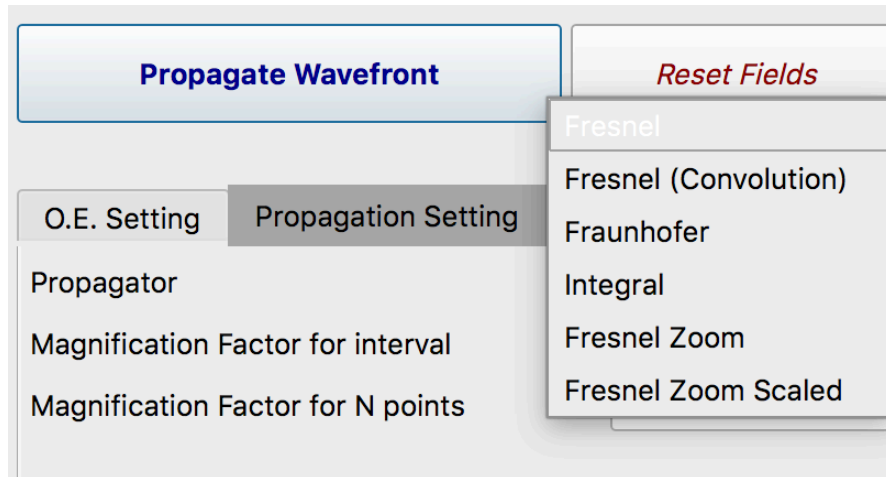 Propagate Wavefront
Reset Fields
Fresnel
Fresnel (Convolution)
Fraunhofer
Integral
Fresnel Zoom
Fresnel Zoom Scaled
O.E. Setting
Propagation Setting
Propagator
Magnification Factor for interval
Magnification Factor for N points